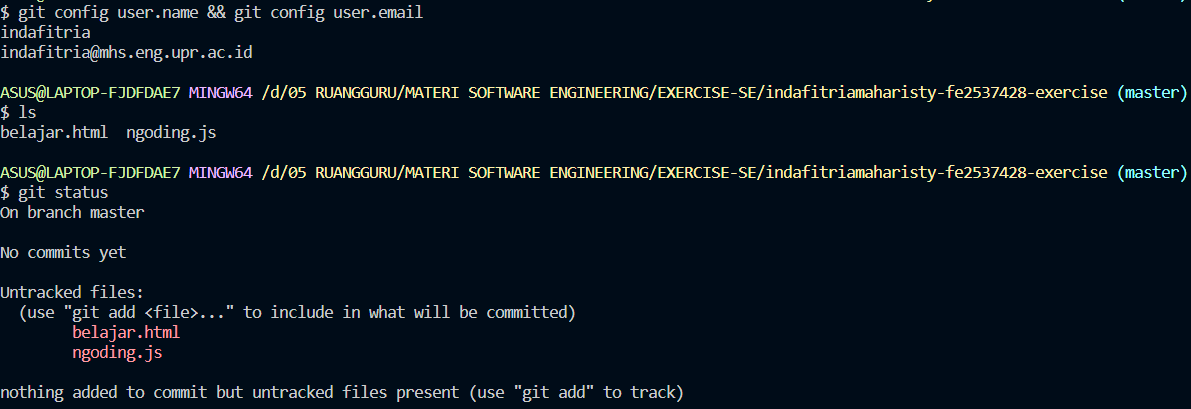 $ git config user.name && git config user.email
indafitria
indafitria@mhs.eng.upr.ac.id
ASUS@LAPTOP-FJDFDAE7 MINGW64 /d/05 RUANGGURU/MATERI SOFTWARE ENGINEERING/EXERCISE-SE/indafitriamaharisty-fe2537428-exercise (master)
$ ls
belajar.html  ngoding.js
ASUS@LAPTOP-FJDFDAE7 MINGW64 /d/05 RUANGGURU/MATERI SOFTWARE ENGINEERING/EXERCISE-SE/indafitriamaharisty-fe2537428-exercise (master)
$ git status
On branch master
No commits yet
Untracked files:
  (use "git add <file>..." to include in what will be committed)
        belajar.html
        ngoding.js
nothing added to commit but untracked files present (use "git add" to track)